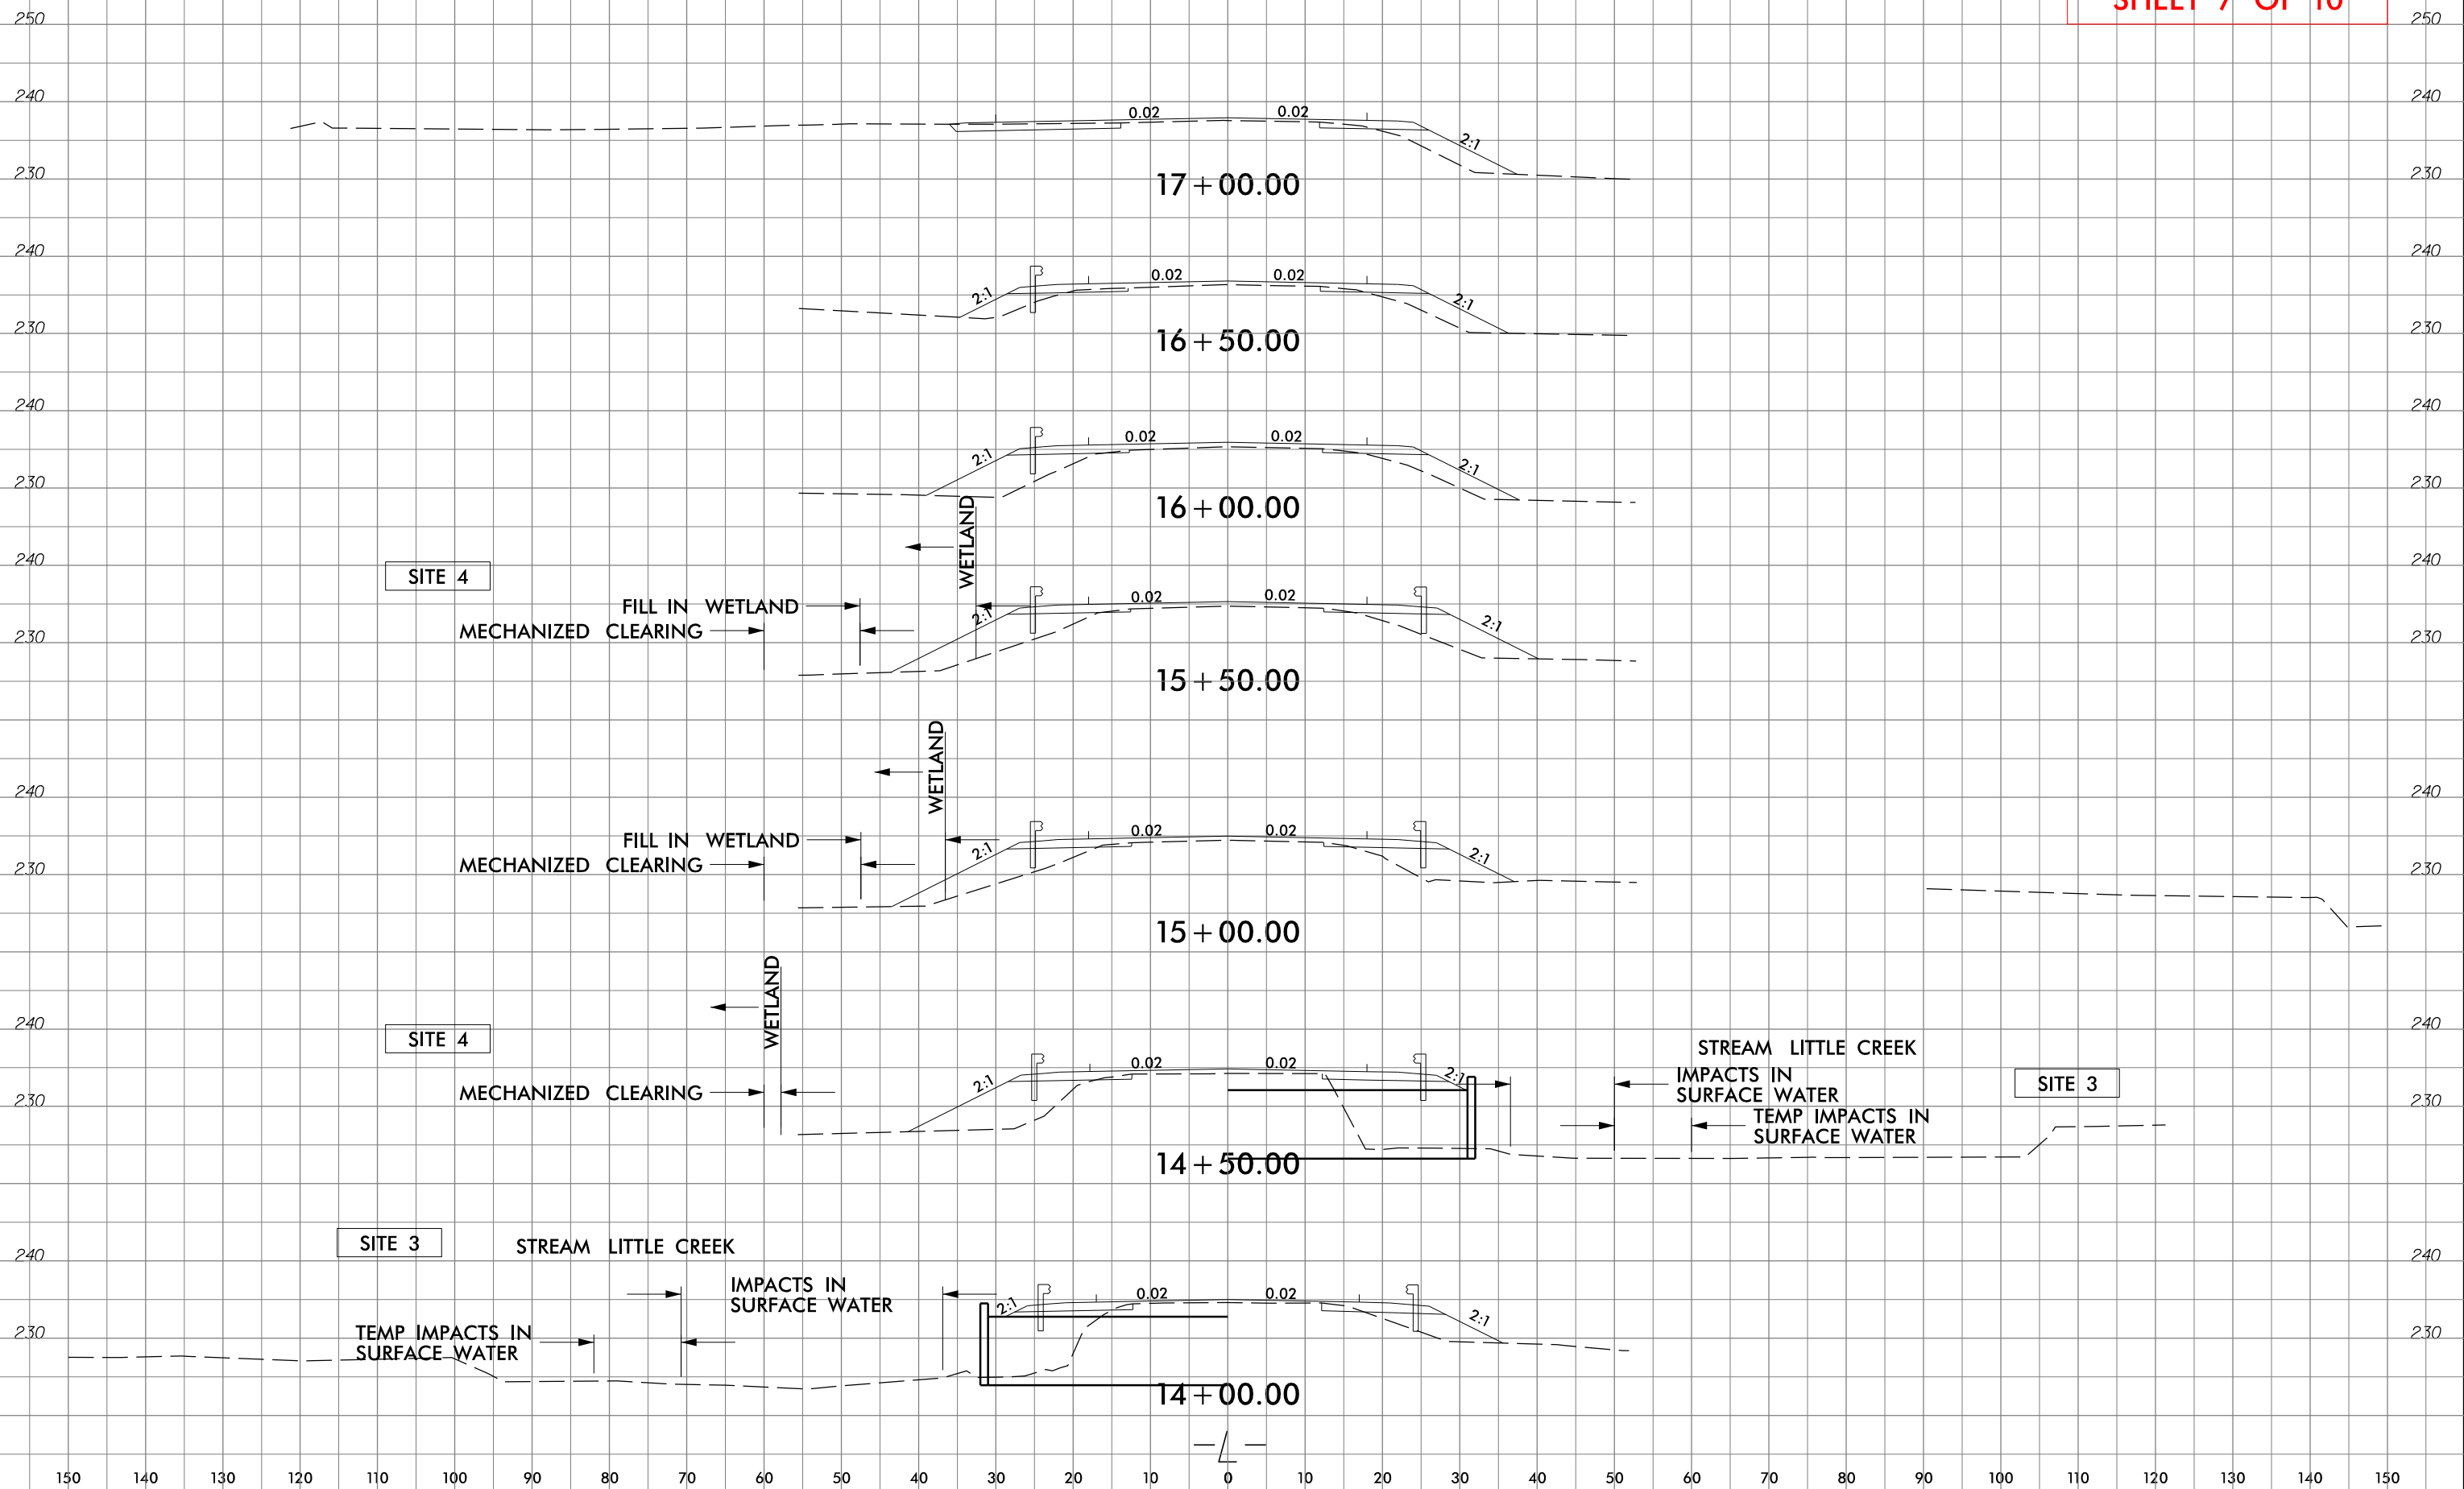 SHEET 7 OF 10
250 250
240 0.02 0.02 240
2:1
230 17+00.00 230
240 240
0.02 0.02
2:1 2:1
230 16+50.00 230
240 240
0.02 0.02
2:1 2:1
230 230
16+00.00
WETLAND
240 240
SITE 4
FILL IN WETLAND 0.02 0.02
2:1 2:1
MECHANIZED CLEARING
230 230
15+50.00
WETLAND
240 240
FILL IN WETLAND 0.02 0.02
2:1 2:1
MECHANIZED CLEARING
230 230
15+00.00
WETLAND
240 240
SITE 4
STREAM LITTLE CREEK
MECHANIZED CLEARING 2:1 0.02 0.02 2:1
IMPACTS IN
SURFACE WATER
SITE 3
230 230
TEMP IMPACTS IN
SURFACE WATER
14+50.00
SITE 3 STREAM LITTLE CREEK
240 240
IMPACTS IN
SURFACE WATER
2:1 0.02 0.02 2:1
230 230
TEMP IMPACTS IN
SURFACE WATER
14+00.00
150 140 130 120 110 100 90 80 70 60 50 40 30 20 10 0 10 20 30 40 50 60 70 80 90 100 110 120 130 140 150